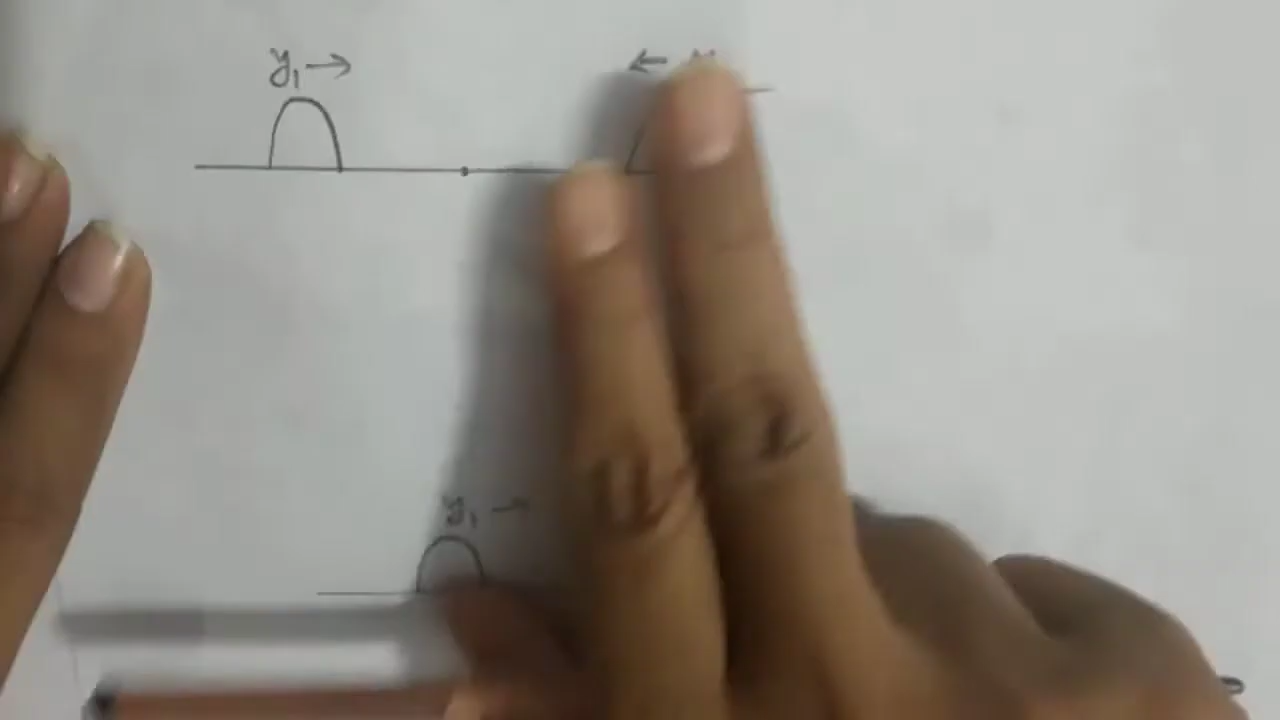 y₁ → ←
y₁ →